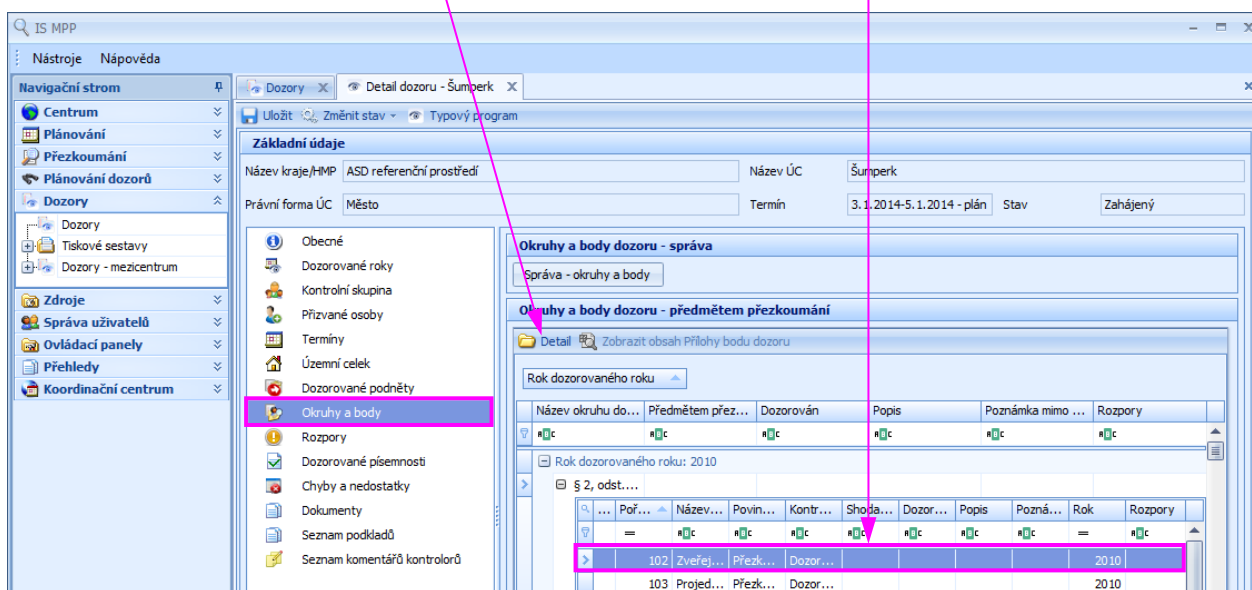 IS MPP
Nástroje Nápověda
Navigační strom
Centrum
Plánování
Přezkoumání
Plánování dozorů
Dozory
Dozory
Tiskové sestavy
Dozory - mezicentrum
Zdroje
Správa uživatelů
Ovládací panely
Přehledy
Koordinační centrum
Dozory X Detail dozoru - Šumperk X
Uložit Změnit stav Typový program
Základní údaje
Název kraje/HMP ASD referenční prostředí Název ÚC Šumperk
Právní forma ÚC Město Termín 3.1.2014-5.1.2014 - plán Stav Zahájený
Obecné
Dozorované roky
Kontrolní skupina
Přizvané osoby
Termíny
Územní celek
Dozorované podněty
Okruhy a body
Rozpory
Dozorované písemnosti
Chyby a nedostatky
Dokumenty
Seznam podkladů
Seznam komentářů kontrolorů
Okruhy a body dozoru - správa
Správa - okruhy a body
Okruhy a body dozoru - předmětem přezkoumání
Detail Zobrazit obsah Přílohy bodu dozoru
Rok dozorovaného roku
Název okruhu do... Předmětem přez... Dozorován Popis Poznámka mimo ... Rozpory
Rok dozorovaného roku: 2010
§ 2, odst....
... Poř... Název... Povin... Kontr... Shoda... Dozor... Popis Pozná... Rok Rozpory
102 Zveřej... Přezk... Dozor... 2010
103 Projed... Přezk... Dozor... 2010